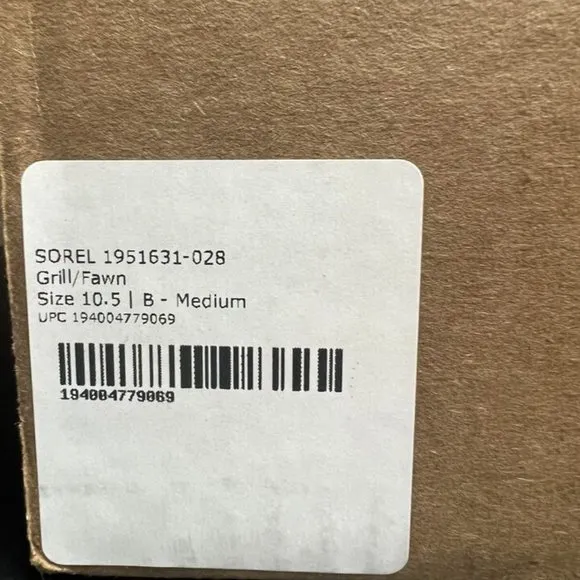 SOREL 1951631-028
Grill/Fawn
Size 10.5 | B - Medium
UPC 194004779069
194004779069